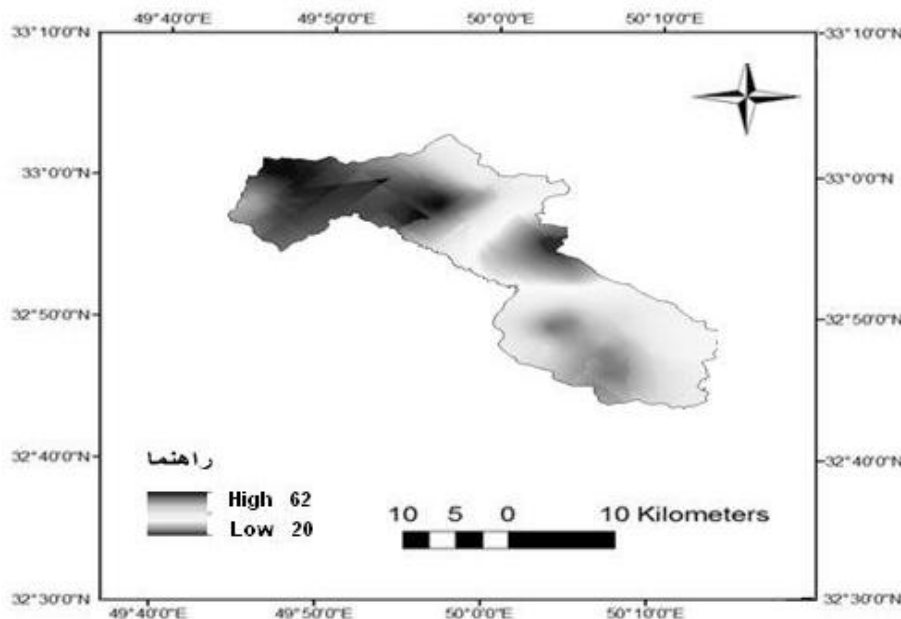 49°40'0"E 49°50'0"E 50°0'0"E 50°10'0"E
33°10'0"N 33°10'0"N
33°0'0"N 33°0'0"N
32°50'0"N 32°50'0"N
32°40'0"N 32°40'0"N
راهنما
High 62
Low 20
10 5 0 10 Kilometers
32°30'0"N 32°30'0"N
49°40'0"E 49°50'0"E 50°0'0"E 50°10'0"E